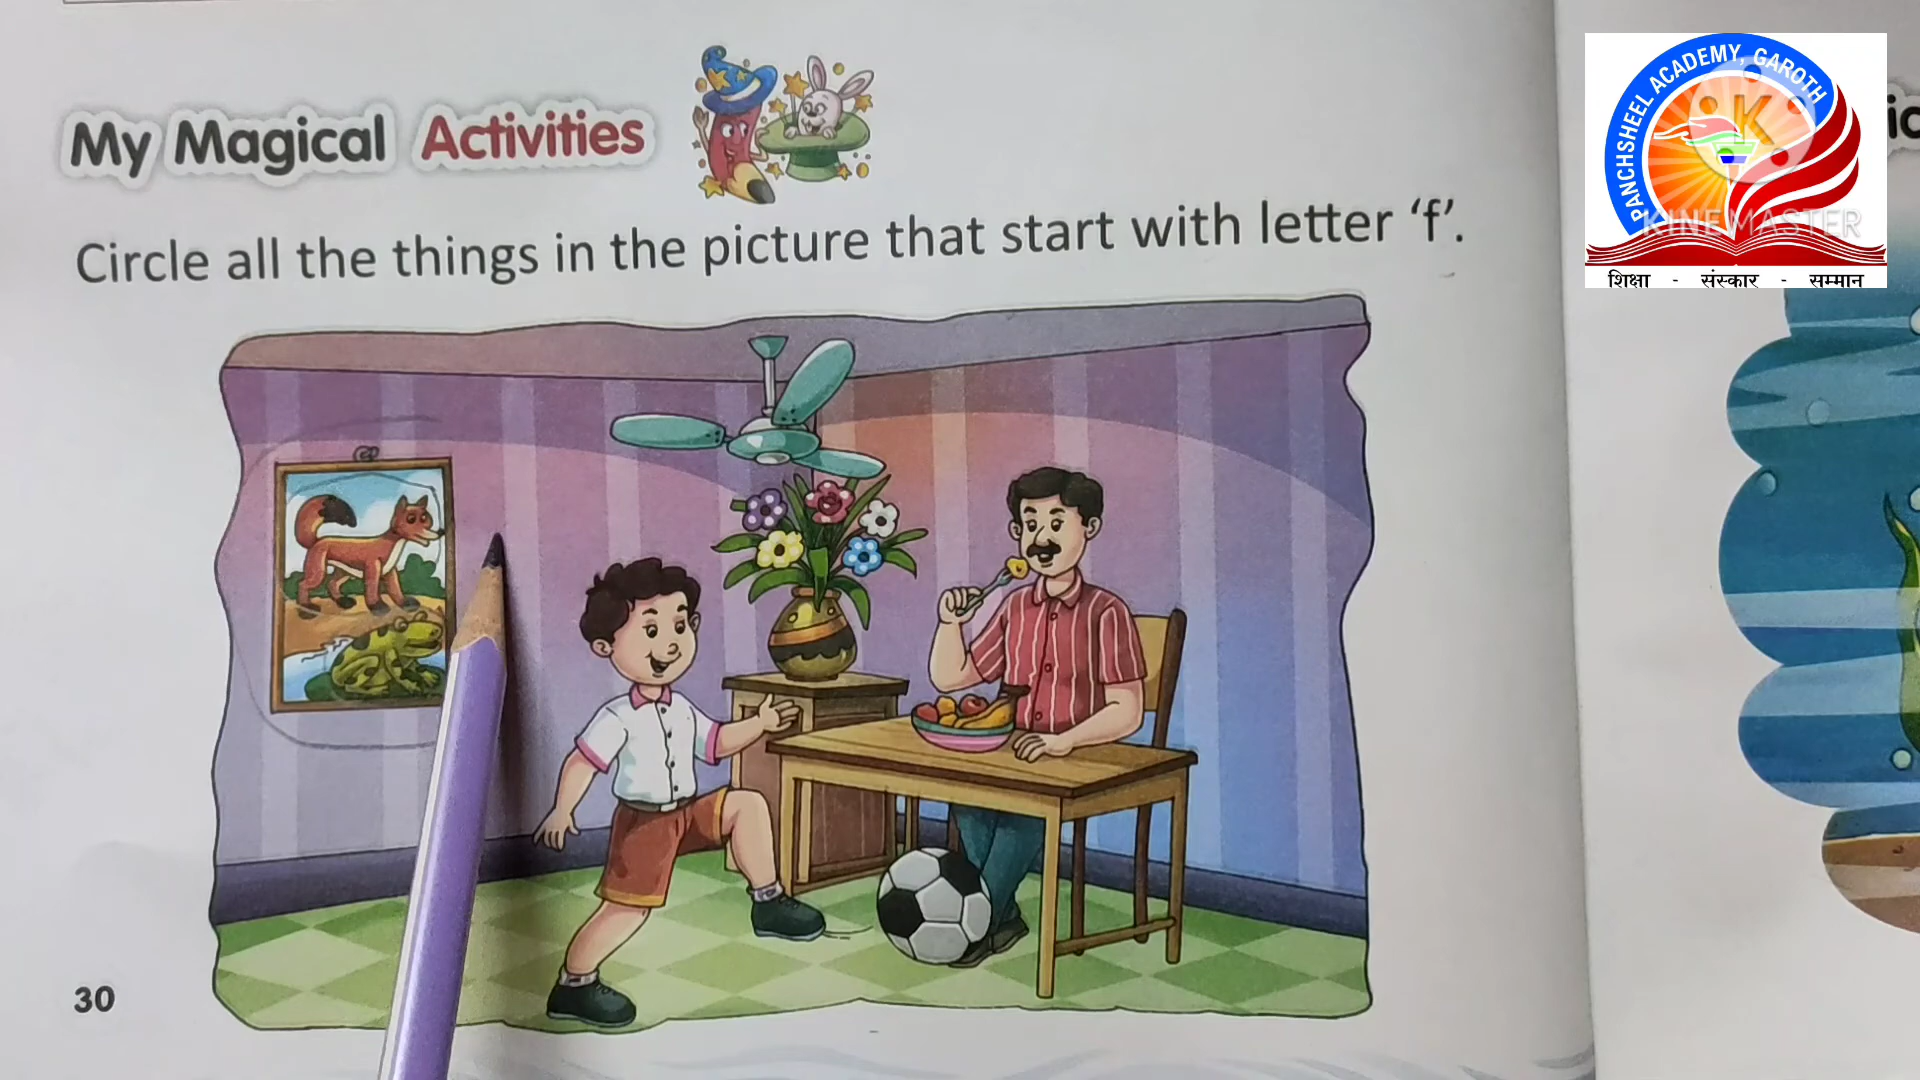 My Magical Activities
Circle all the things in the picture that start with letter ‘f’.
30
PANCHSHEEL ACADEMY, GAROTH
K
KINEMASTER
शिक्षा - संस्कार - सम्मान
ic